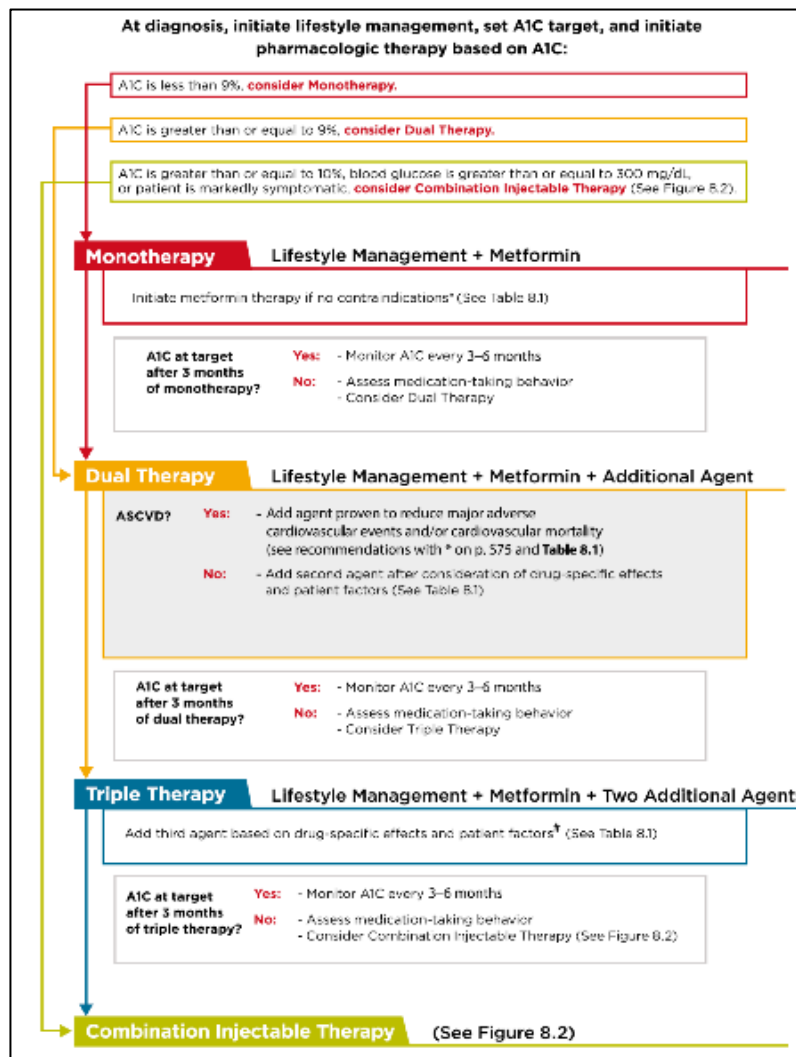 At diagnosis, initiate lifestyle management, set A1C target, and initiate
pharmacologic therapy based on A1C:
A1C is less than 9%, consider Monotherapy.
A1C is greater than or equal to 9%, consider Dual Therapy.
A1C is greater than or equal to 10%, blood glucose is greater than or equal to 300 mg/dL,
or patient is markedly symptomatic, consider Combination Injectable Therapy (See Figure 8.2).
Monotherapy Lifestyle Management + Metformin
Initiate metformin therapy if no contraindications* (See Table 8.1)
A1C at target
after 3 months
of monotherapy?
Yes: - Monitor A1C every 3–6 months
No: - Assess medication-taking behavior
- Consider Dual Therapy
Dual Therapy Lifestyle Management + Metformin + Additional Agent
ASCVD? Yes: - Add agent proven to reduce major adverse
cardiovascular events and/or cardiovascular mortality
(see recommendations with * on p. S75 and Table 8.1)
No: - Add second agent after consideration of drug-specific effects
and patient factors (See Table 8.1)
A1C at target
after 3 months
of dual therapy?
Yes: - Monitor A1C every 3–6 months
No: - Assess medication-taking behavior
- Consider Triple Therapy
Triple Therapy Lifestyle Management + Metformin + Two Additional Agent
Add third agent based on drug-specific effects and patient factors† (See Table 8.1)
A1C at target
after 3 months
of triple therapy?
Yes: - Monitor A1C every 3–6 months
No: - Assess medication-taking behavior
- Consider Combination Injectable Therapy (See Figure 8.2)
Combination Injectable Therapy (See Figure 8.2)